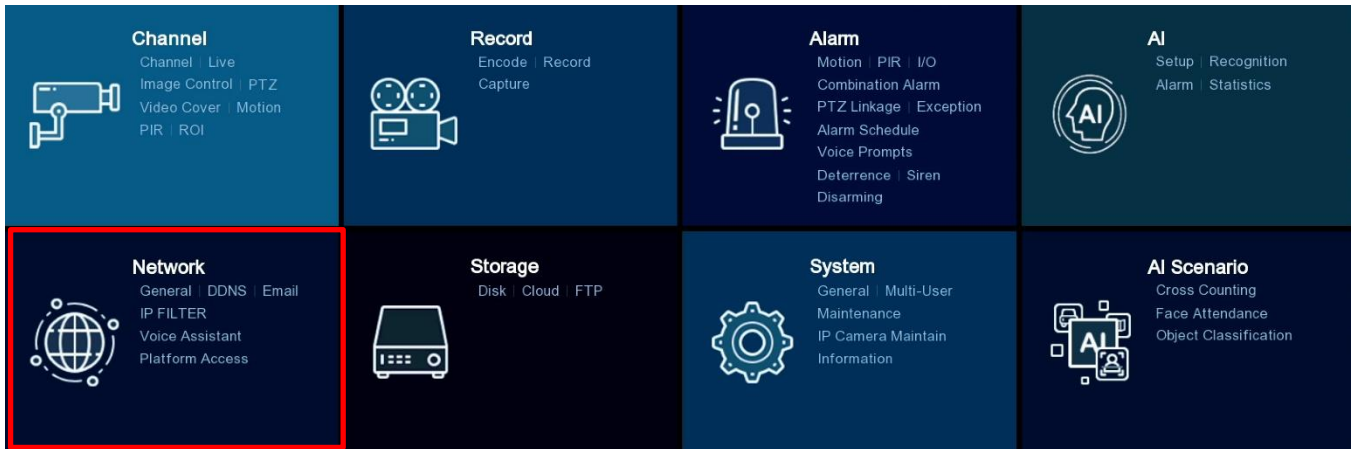 Channel
Channel | Live
Image Control | PTZ
Video Cover | Motion
PIR | ROI
Record
Encode | Record
Capture
Alarm
Motion | PIR | I/O
Combination Alarm
PTZ Linkage | Exception
Alarm Schedule
Voice Prompts
Deterrence | Siren
Disarming
AI
Setup | Recognition
Alarm | Statistics
AI
Network
General | DDNS | Email
IP FILTER
Voice Assistant
Platform Access
Storage
Disk | Cloud | FTP
System
General | Multi-User
Maintenance
IP Camera Maintain
Information
AI Scenario
Cross Counting
Face Attendance
Object Classification
AI